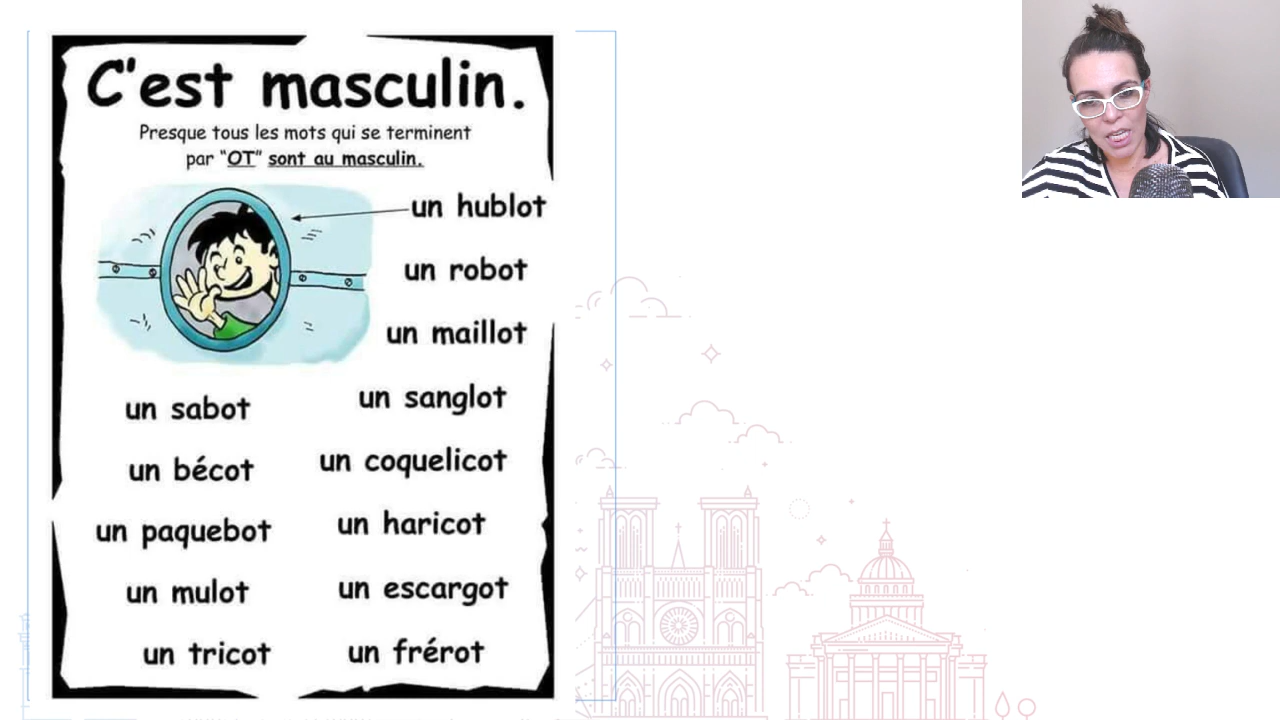 C'est masculin.
Presque tous les mots qui se terminent
par "OT" sont au masculin.
un hublot
un robot
un maillot
un sanglot
un sabot
un coquelicot
un bécot
un haricot
un paquebot
un escargot
un mulot
un frérot
un tricot